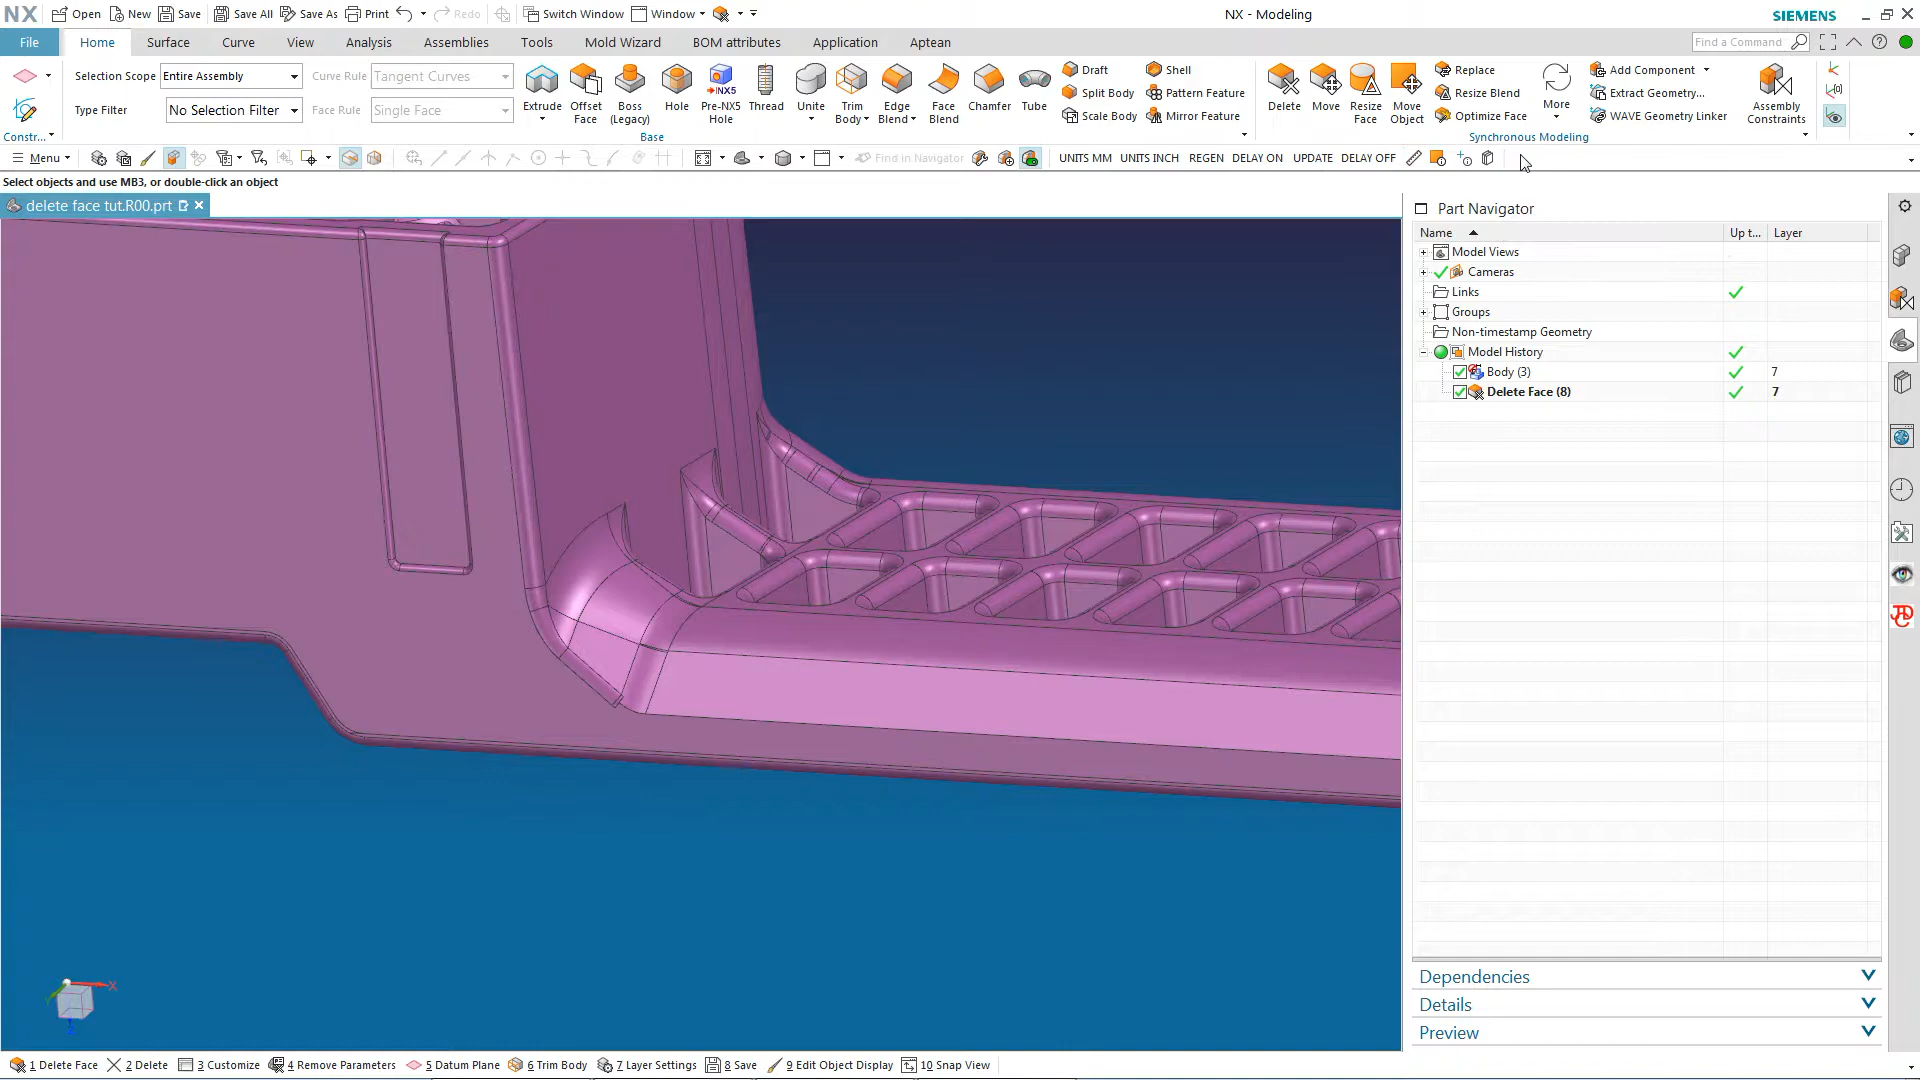 NX Open New Save Save All Save As Print Redo Switch Window Window NX - Modeling SIEMENS
File Home Surface Curve View Analysis Assemblies Tools Mold Wizard BOM attributes Application Aptean Find a Command
Selection Scope Entire Assembly Curve Rule Tangent Curves
Type Filter No Selection Filter Face Rule Single Face
Constr...
Extrude
Offset Face
Boss (Legacy)
Hole
Pre-NX5 Hole
Thread
Unite
Trim Body
Edge Blend
Face Blend
Chamfer
Tube
Draft
Split Body
Scale Body
Shell
Pattern Feature
Mirror Feature
Base
Delete
Move
Resize Face
Move Object
Replace
Resize Blend
Optimize Face
More
Synchronous Modeling
Add Component
Extract Geometry...
WAVE Geometry Linker
Assembly Constraints
Menu Find in Navigator UNITS MM UNITS INCH REGEN DELAY ON UPDATE DELAY OFF
Select objects and use MB3, or double-click an object
delete face tut.R00.prt
Part Navigator
Name Up t... Layer
Model Views
Cameras
Links
Groups
Non-timestamp Geometry
Model History
Body (3) 7
Delete Face (8) 7
X
Dependencies
Details
Preview
1 Delete Face 2 Delete 3 Customize 4 Remove Parameters 5 Datum Plane 6 Trim Body 7 Layer Settings 8 Save 9 Edit Object Display 10 Snap View